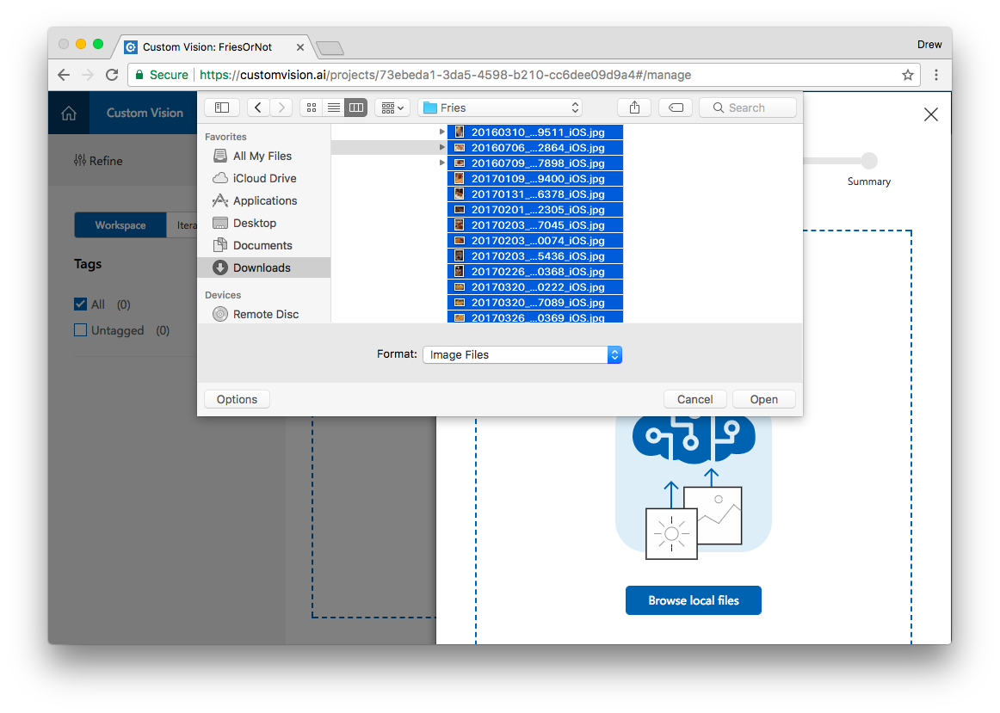 Custom Vision: FriesOrNot
Drew
Secure
https://customvision.ai/projects/73ebeda1-3da5-4598-b210-cc6dee09d9a4#/manage
Custom Vision
Fries
Search
Refine
Summary
Workspace
Itera
Tags
All (0)
Untagged (0)
Favorites
All My Files
iCloud Drive
Applications
Desktop
Documents
Downloads
Devices
Remote Disc
20160310_...9511_iOS.jpg
20160706_...2864_iOS.jpg
20160709_...7898_iOS.jpg
20170109_...9400_iOS.jpg
20170131_...6378_iOS.jpg
20170201_...2305_iOS.jpg
20170203_...7045_iOS.jpg
20170203_...0074_iOS.jpg
20170203_...5436_iOS.jpg
20170226_...0368_iOS.jpg
20170320_...0222_iOS.jpg
20170320_...7089_iOS.jpg
20170326_...0369_iOS.jpg
Format: Image Files
Options
Cancel
Open
Browse local files